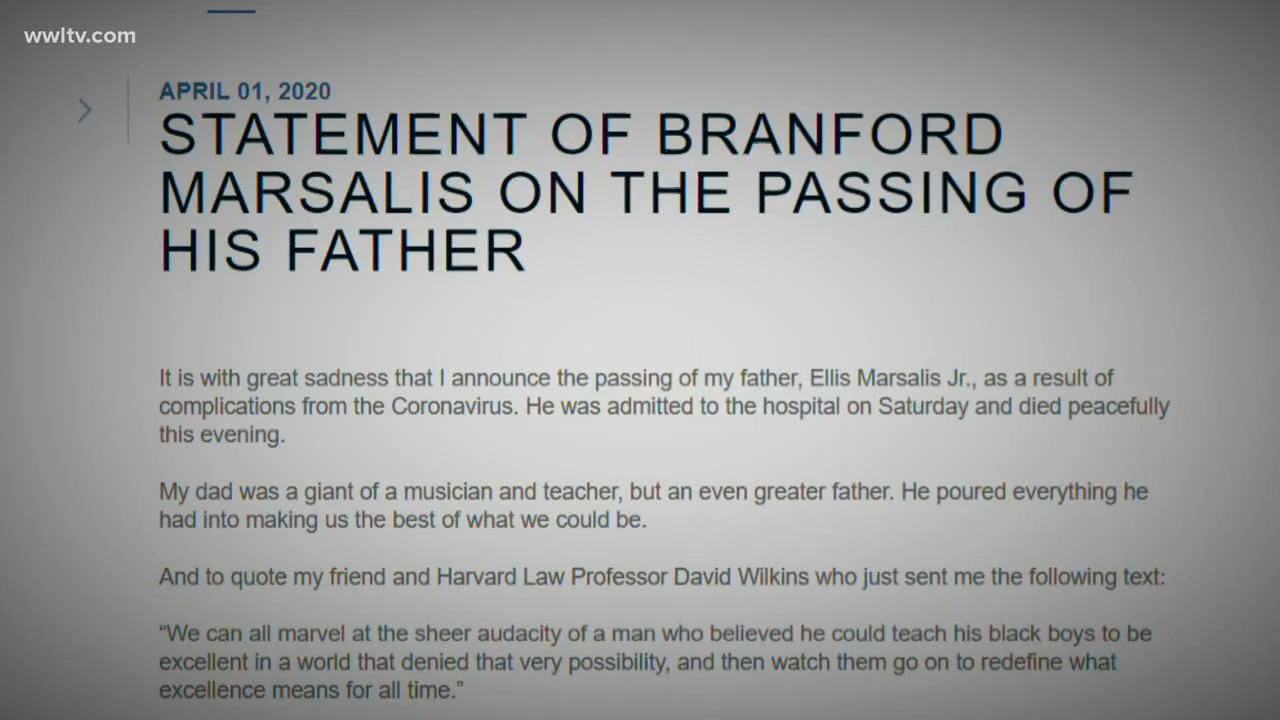 wwltv.com
APRIL 01, 2020
STATEMENT OF BRANFORD
MARSALIS ON THE PASSING OF
HIS FATHER
It is with great sadness that I announce the passing of my father, Ellis Marsalis Jr., as a result of
complications from the Coronavirus. He was admitted to the hospital on Saturday and died peacefully
this evening.
My dad was a giant of a musician and teacher, but an even greater father. He poured everything he
had into making us the best of what we could be.
And to quote my friend and Harvard Law Professor David Wilkins who just sent me the following text:
“We can all marvel at the sheer audacity of a man who believed he could teach his black boys to be
excellent in a world that denied that very possibility, and then watch them go on to redefine what
excellence means for all time.”